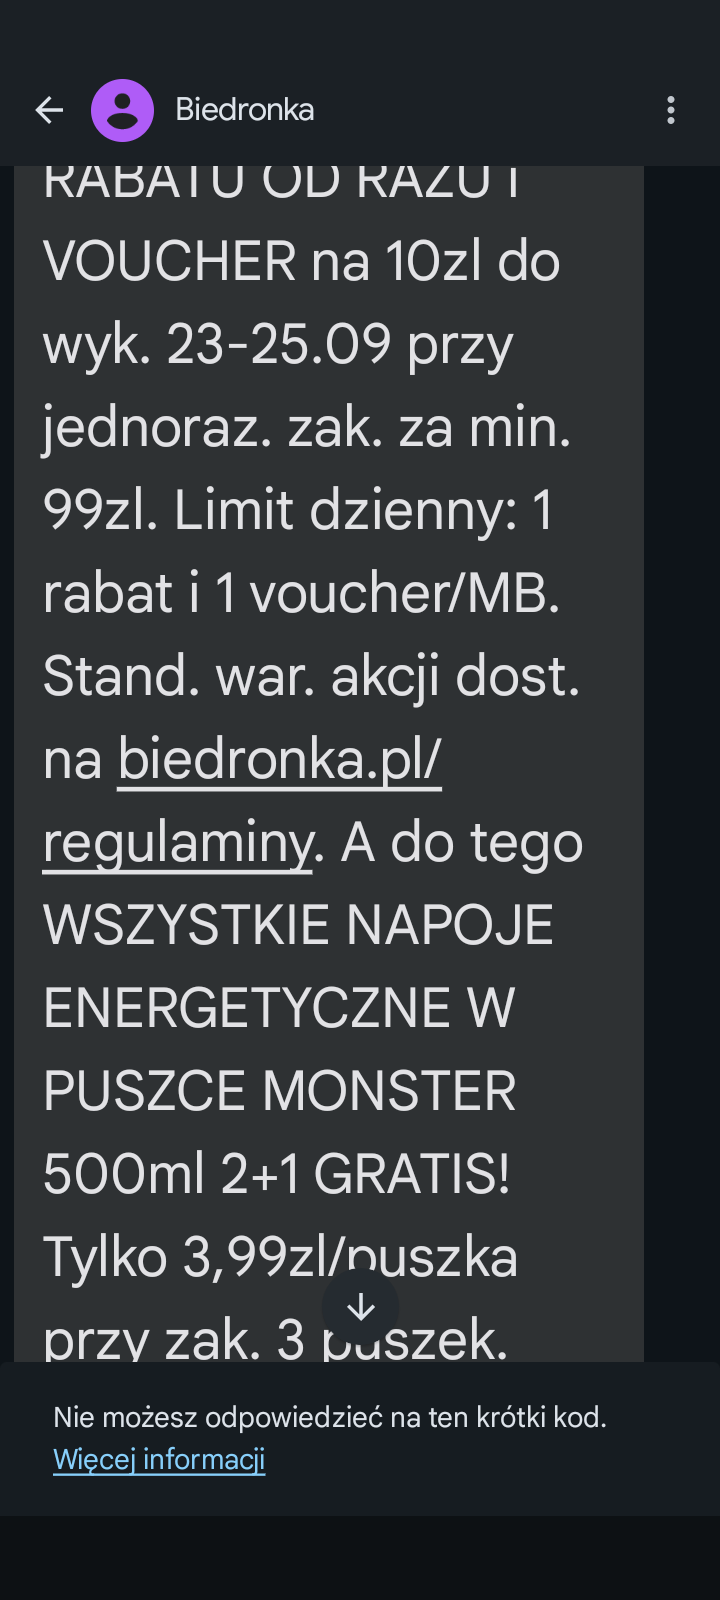 Biedronka
RABATU OD RAZU i
VOUCHER na 10zl do
wyk. 23-25.09 przy
jednoraz. zak. za min.
99zl. Limit dzienny: 1
rabat i 1 voucher/MB.
Stand. war. akcji dost.
na biedronka.pl/
regulaminy. A do tego
WSZYSTKIE NAPOJE
ENERGETYCZNE W
PUSZCE MONSTER
500ml 2+1 GRATIS!
Tylko 3,99zl/puszka
przy zak. 3 puszek.
Nie możesz odpowiedzieć na ten krótki kod.
Więcej informacji